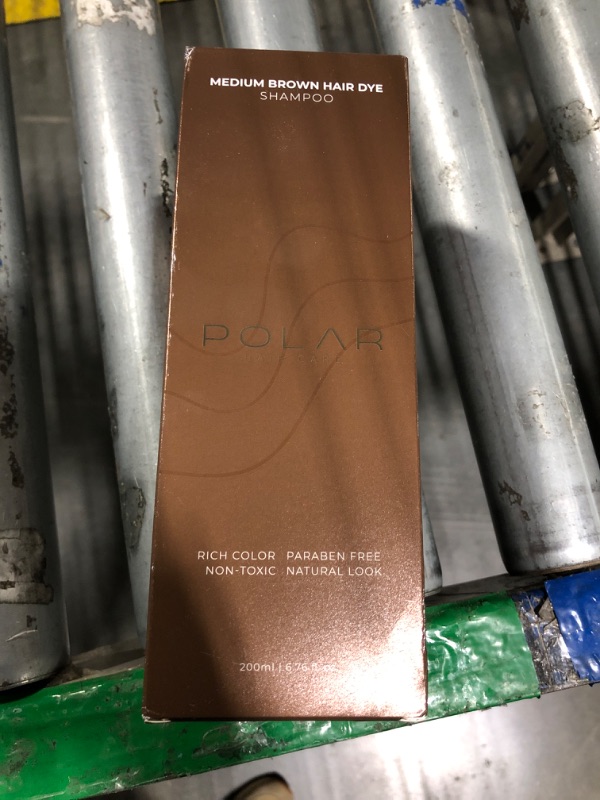 MEDIUM BROWN HAIR DYE
SHAMPOO
POLAR
RICH COLOR PARABEN FREE
NON-TOXIC NATURAL LOOK
200ml | 6.76 fl oz